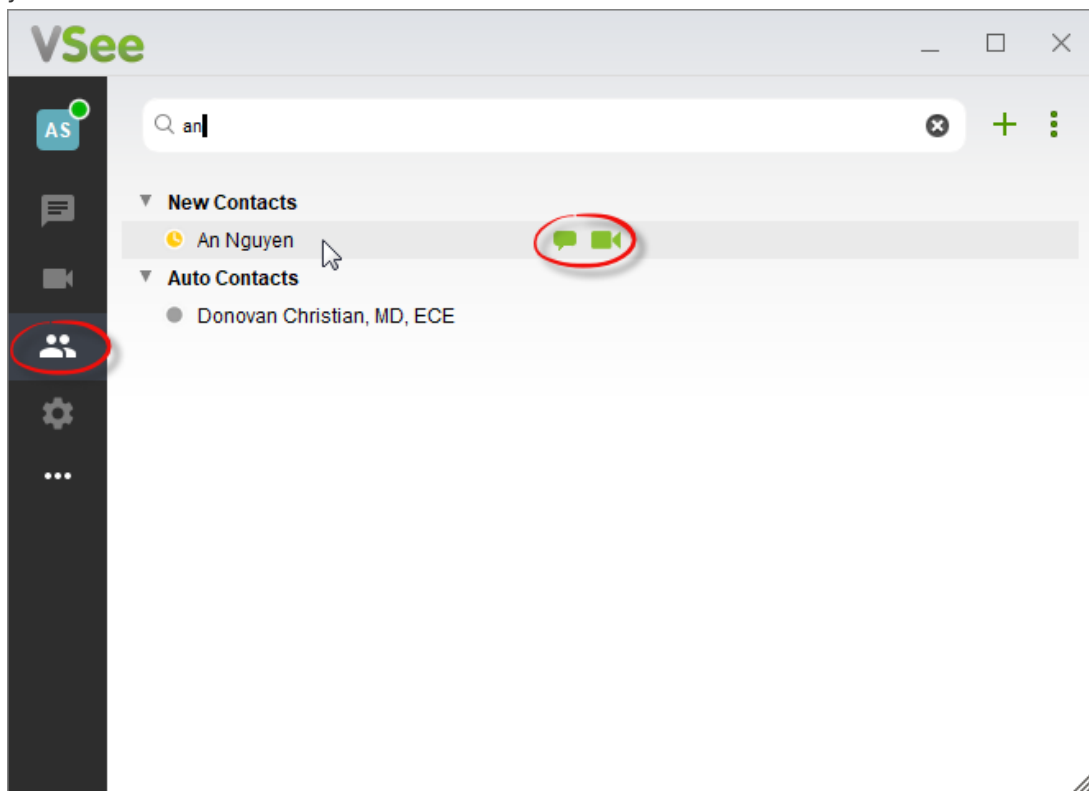 VSee
AS
an
New Contacts
An Nguyen
Auto Contacts
Donovan Christian, MD, ECE